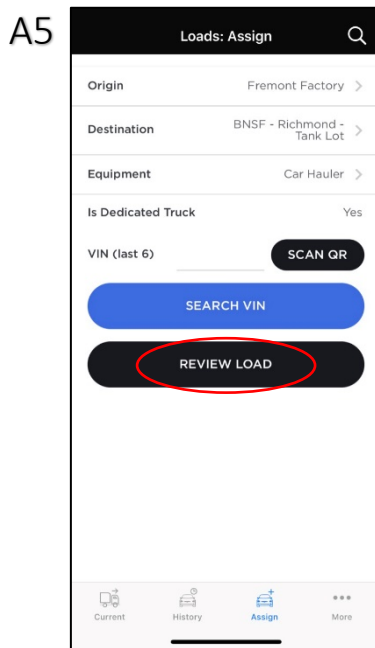 A5
Loads: Assign
Origin Fremont Factory
Destination BNSF - Richmond -
Tank Lot
Equipment Car Hauler
Is Dedicated Truck Yes
VIN (last 6) SCAN QR
SEARCH VIN
REVIEW LOAD
Current History Assign More